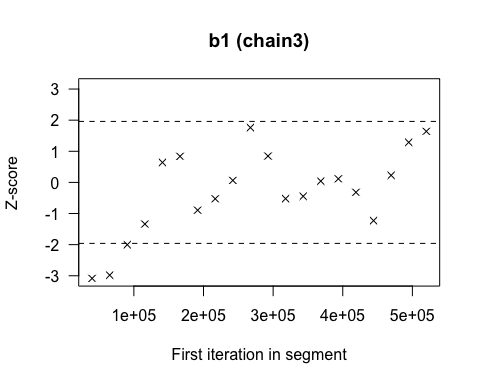 b1 (chain3)
3
2
1
0
-1
-2
-3
Z-score
1e+05 2e+05 3e+05 4e+05 5e+05
First iteration in segment